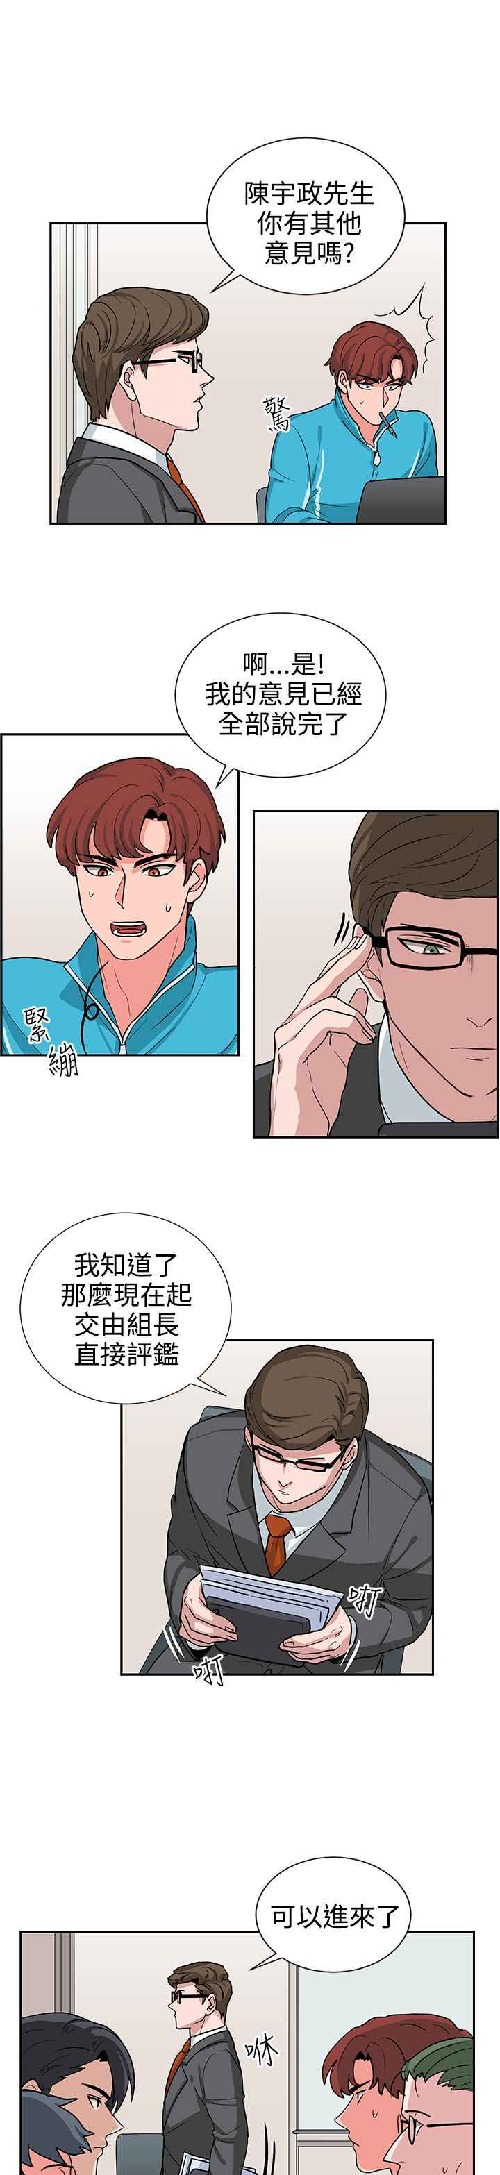 陳宇政先生
你有其他
意見嗎?
驚
啊...是!
我的意見已經
全部說完了
緊
繃
我知道了
那麼現在起
交由組長
直接評鑑
叮
叮
可以進來了
咻